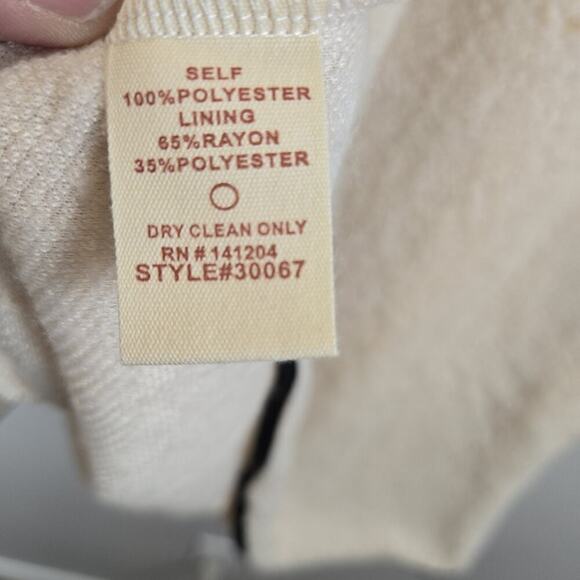 SELF
100%POLYESTER
LINING
65%RAYON
35%POLYESTER
DRY CLEAN ONLY
RN # 141204
STYLE#30067